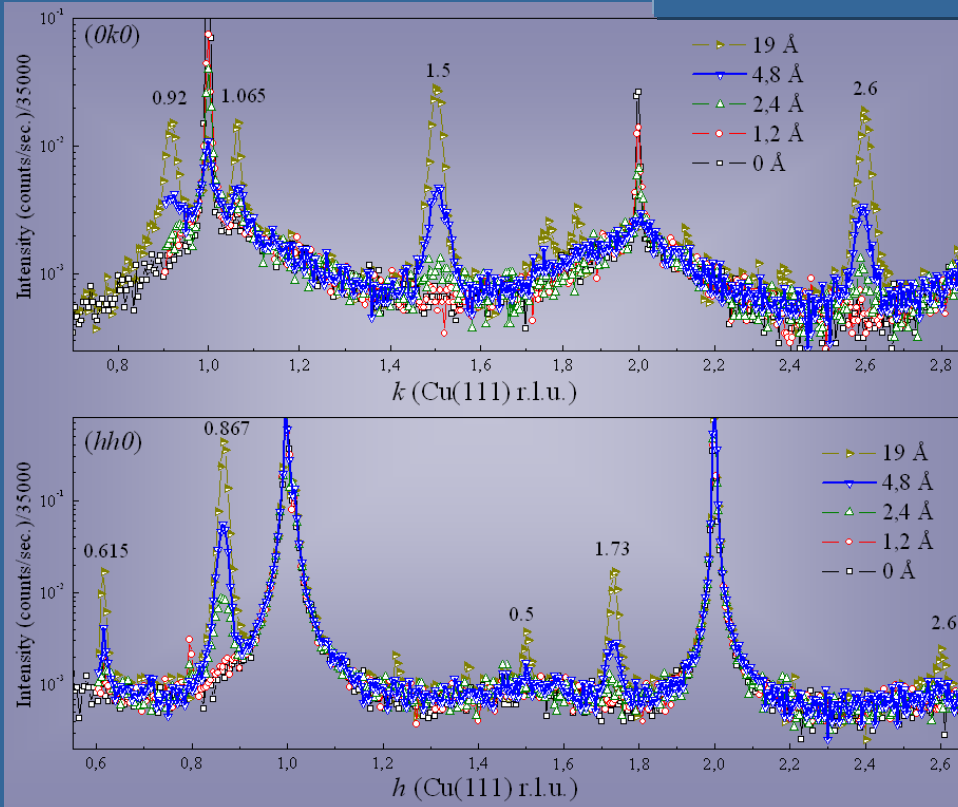 (0k0)
19 Å
4,8 Å
2,4 Å
1,2 Å
0 Å
0.92
1.065
1.5
2.6
10⁻¹
10⁻²
10⁻³
Intensity (counts/sec.)/35000
0,8 1,0 1,2 1,4 1,6 1,8 2,0 2,2 2,4 2,6 2,8
k (Cu(111) r.l.u.)
(hh0)
0.867
19 Å
4,8 Å
2,4 Å
1,2 Å
0 Å
0.615
0.5
1.73
2.6
10⁻¹
10⁻²
10⁻³
Intensity (counts/sec.)/35000
0,6 0,8 1,0 1,2 1,4 1,6 1,8 2,0 2,2 2,4 2,6
h (Cu(111) r.l.u.)